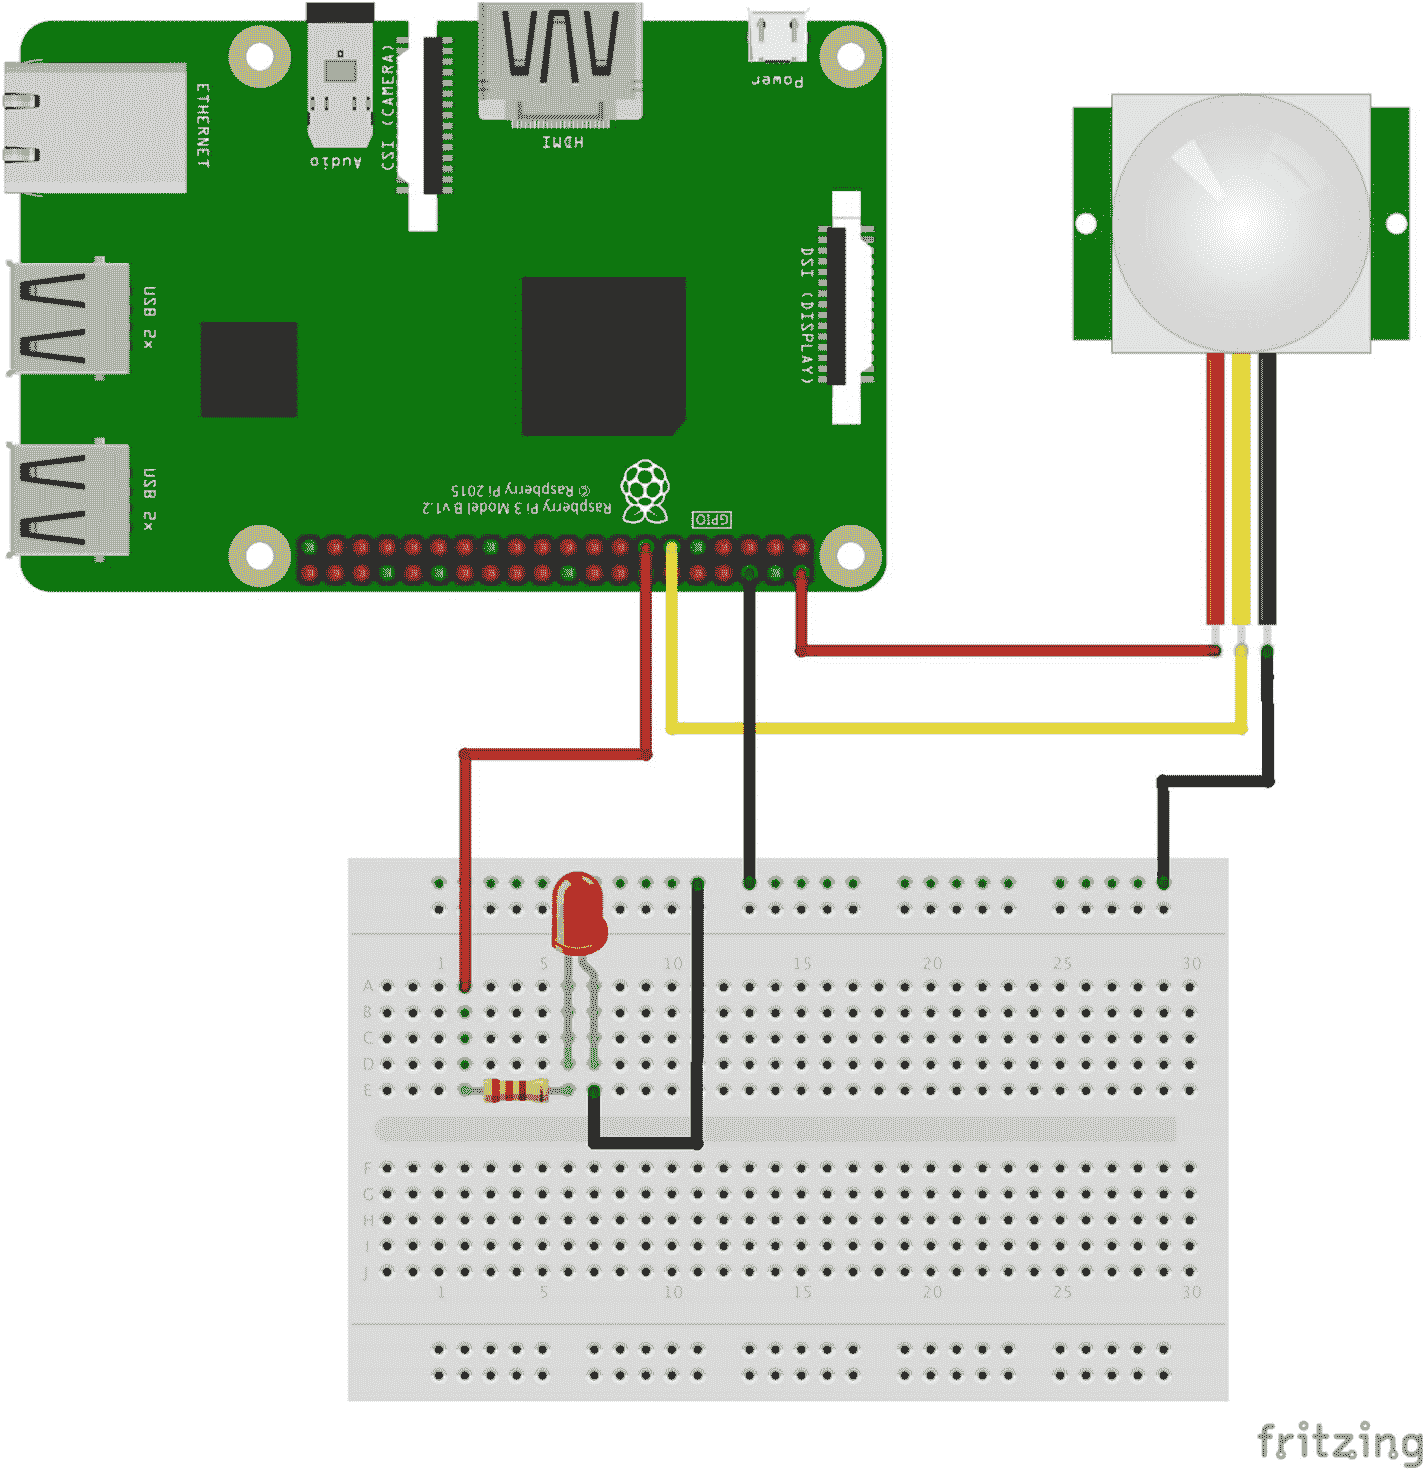 ETHERNET
Audio
CSI (CAMERA)
HDMI
Power
DSI (DISPLAY)
USB 2x
USB 2x
© Raspberry Pi 2015
Raspberry Pi 3 Model B v1.2
GPIO
1 5 10 15 20 25 30
A
B
C
D
E
F
G
H
I
J
1 5 10 15 20 25 30
fritzing